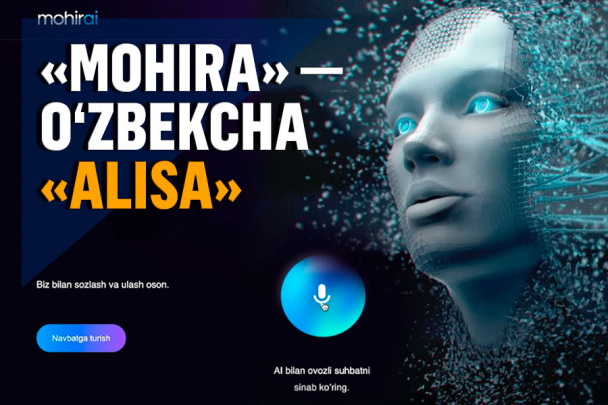 mohirai
«MOHIRA» —
O‘ZBEKCHA
«ALISA»
Biz bilan sozlash va ulash oson.
Navbatga turish
AI bilan ovozli suhbatni
sinab ko'ring.